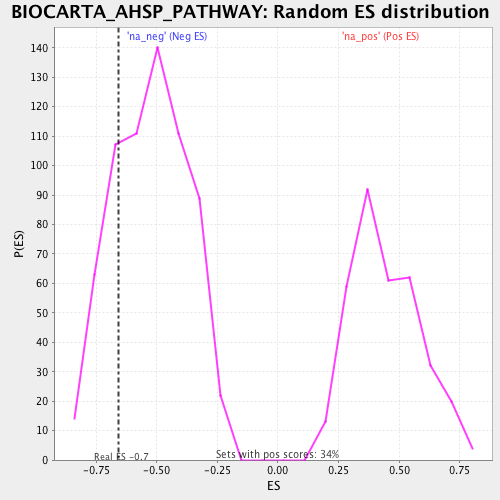 BIOCARTA_AHSP_PATHWAY: Random ES distribution
'na_neg' (Neg ES)
'na_pos' (Pos ES)
140
130
120
110
100
90
80
70
60
50
40
30
20
10
0
P(ES)
Real ES -0.7
Sets with pos scores: 34%
-0.75 -0.50 -0.25 0.00 0.25 0.50 0.75
ES